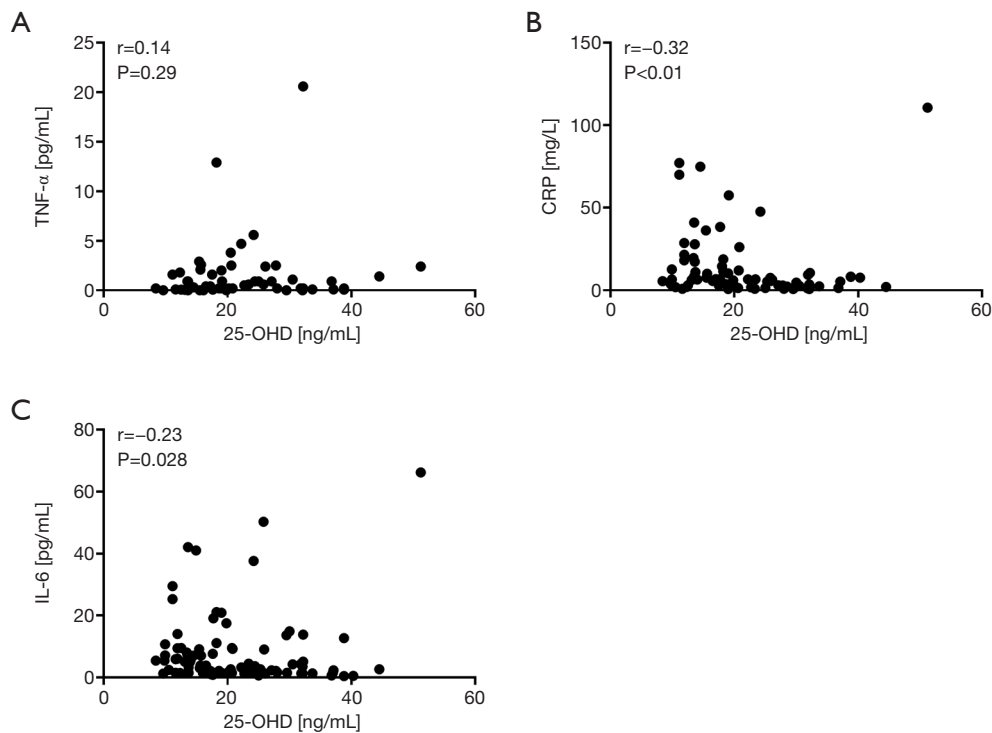 A
TNF-α [pg/mL]
25
20
15
10
5
0
r=0.14
P=0.29
0 20 40 60
25-OHD [ng/mL]
B
CRP [mg/L]
150
100
50
0
r=−0.32
P<0.01
0 20 40 60
25-OHD [ng/mL]
C
IL-6 [pg/mL]
80
60
40
20
0
r=−0.23
P=0.028
0 20 40 60
25-OHD [ng/mL]